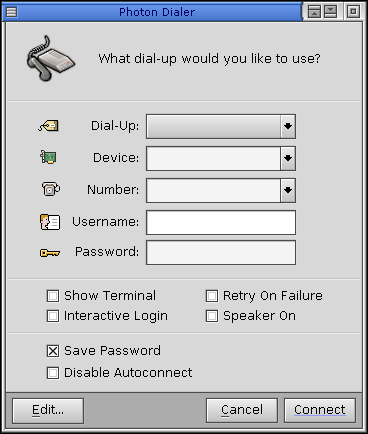 Photon Dialer
What dial-up would you like to use?
Dial-Up:
Device:
Number:
Username:
Password:
Show Terminal Retry On Failure
Interactive Login Speaker On
Save Password
Disable Autoconnect
Edit... Cancel Connect